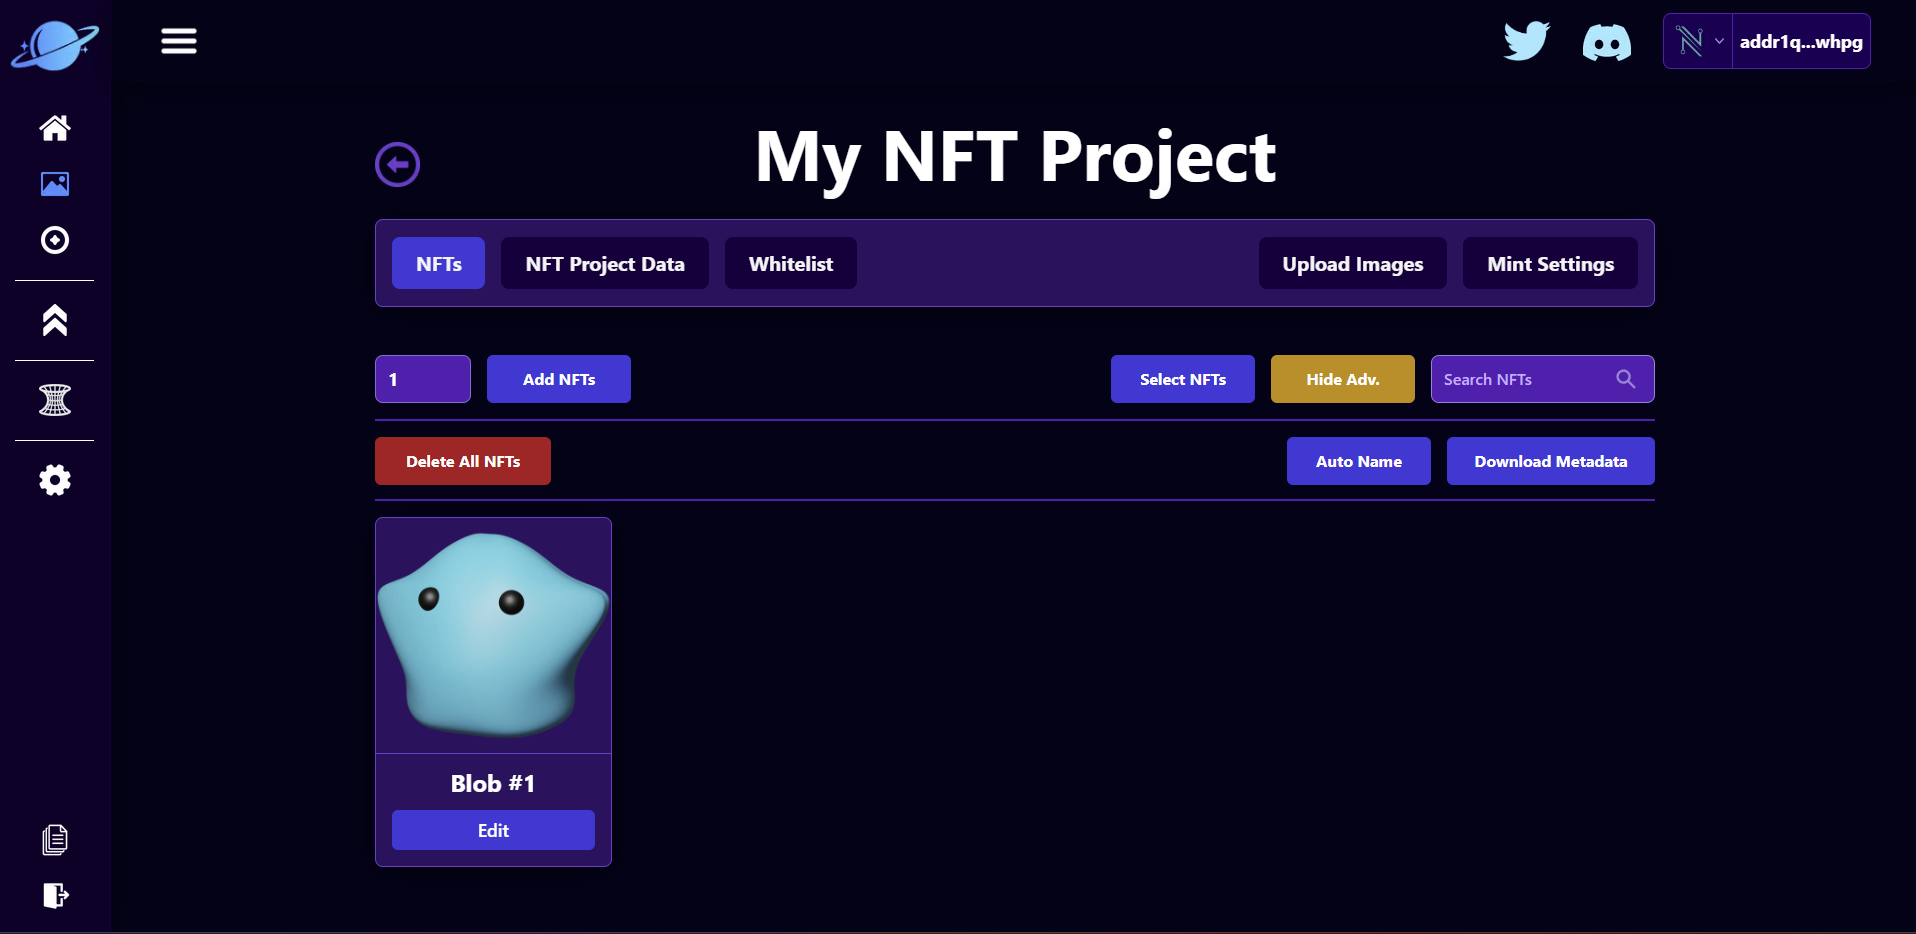 addr1q...whpg
My NFT Project
NFTs
NFT Project Data
Whitelist
Upload Images
Mint Settings
1
Add NFTs
Select NFTs
Hide Adv.
Search NFTs
Delete All NFTs
Auto Name
Download Metadata
Blob #1
Edit